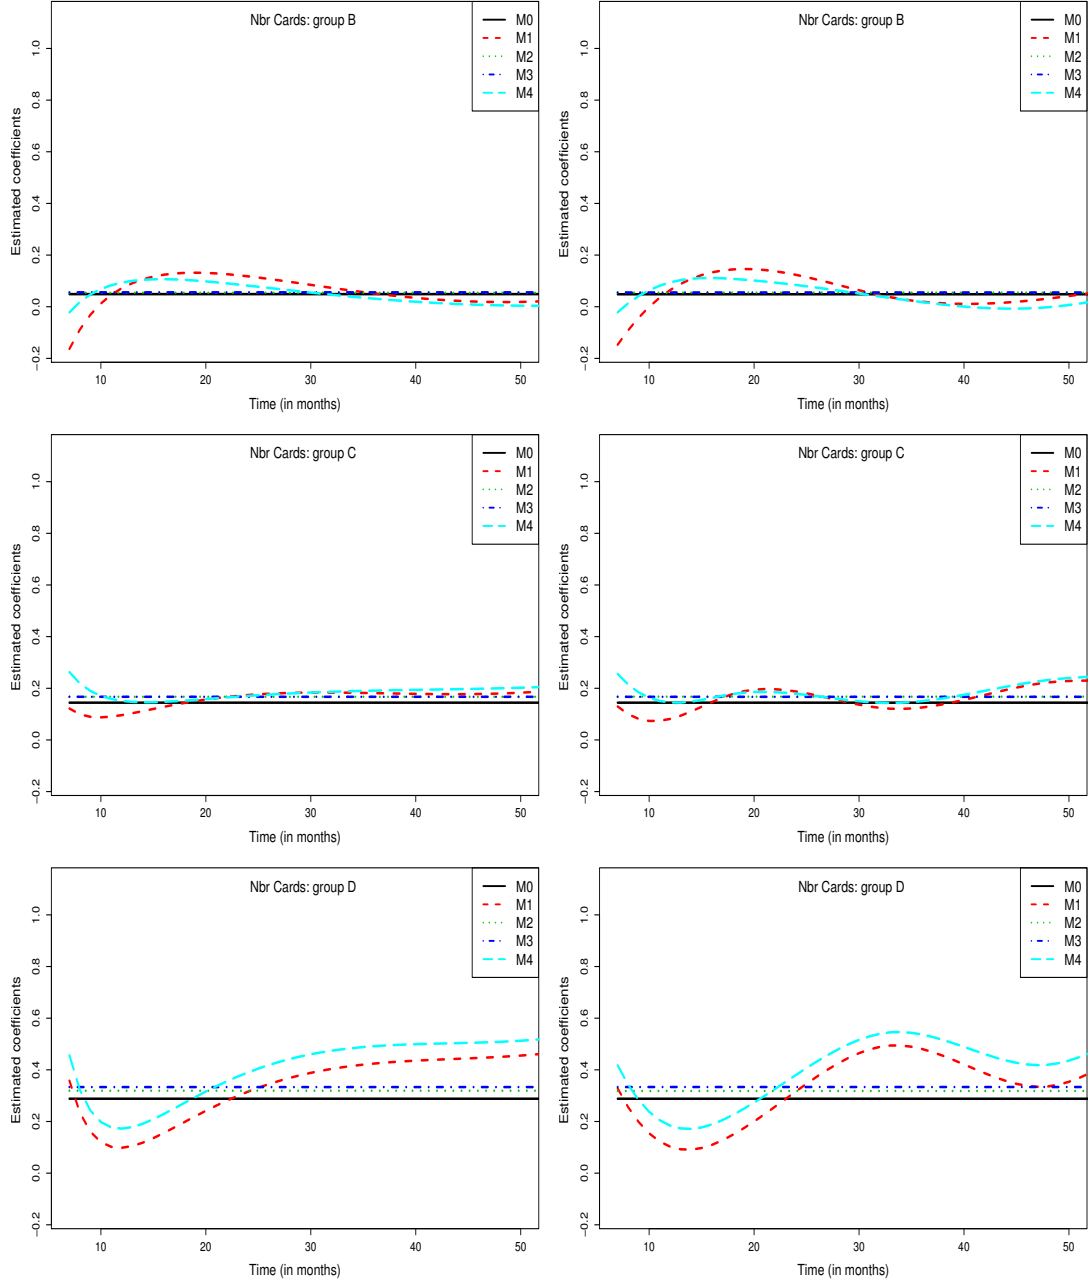 Nbr Cards: group B
M0
M1
M2
M3
M4
Estimated coefficients
1.0
0.8
0.6
0.4
0.2
0.0
−0.2
10 20 30 40 50
Time (in months)
Nbr Cards: group B
M0
M1
M2
M3
M4
Estimated coefficients
1.0
0.8
0.6
0.4
0.2
0.0
−0.2
10 20 30 40 50
Time (in months)
Nbr Cards: group C
M0
M1
M2
M3
M4
Estimated coefficients
1.0
0.8
0.6
0.4
0.2
0.0
−0.2
10 20 30 40 50
Time (in months)
Nbr Cards: group C
M0
M1
M2
M3
M4
Estimated coefficients
1.0
0.8
0.6
0.4
0.2
0.0
−0.2
10 20 30 40 50
Time (in months)
Nbr Cards: group D
M0
M1
M2
M3
M4
Estimated coefficients
1.0
0.8
0.6
0.4
0.2
0.0
−0.2
10 20 30 40 50
Time (in months)
Nbr Cards: group D
M0
M1
M2
M3
M4
Estimated coefficients
1.0
0.8
0.6
0.4
0.2
0.0
−0.2
10 20 30 40 50
Time (in months)